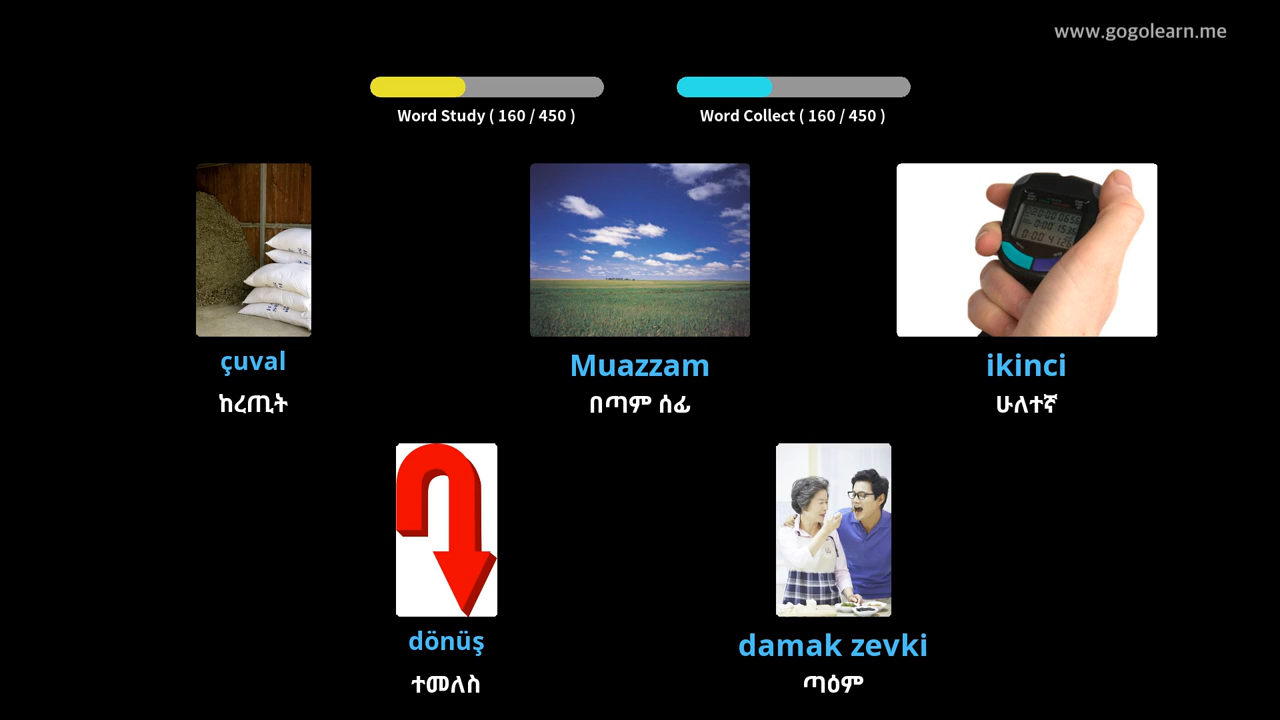 www.gogolearn.me
Word Study ( 160 / 450 )
Word Collect ( 160 / 450 )
çuval
ከረጢት
Muazzam
በጣም ሰፊ
ikinci
ሁለተኛ
dönüş
ተመለስ
damak zevki
ጣዕም